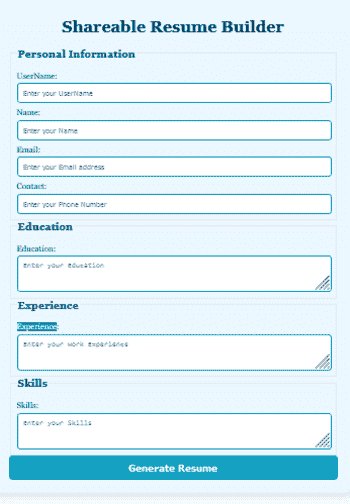 Shareable Resume Builder
Personal Information
UserName:
Enter your UserName
Name:
Enter your Name
Email:
Enter your Email address
Contact:
Enter your Phone Number
Education
Education:
Enter your Education
Experience
Experience:
Enter your Work Experience
Skills
Skills:
Enter your Skills
Generate Resume